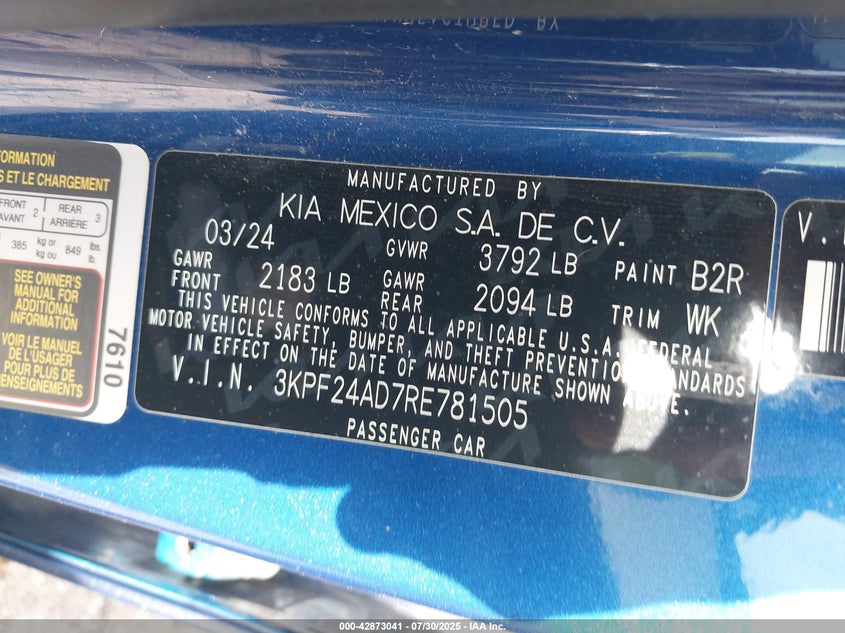 MANUFACTURED BY
KIA MEXICO S.A. DE C.V.
03/24 GVWR 3792 LB PAINT B2R
GAWR FRONT 2183 LB GAWR REAR 2094 LB TRIM WK
THIS VEHICLE CONFORMS TO ALL APPLICABLE U.S.A. FEDERAL
MOTOR VEHICLE SAFETY, BUMPER, AND THEFT PREVENTION STANDARDS
IN EFFECT ON THE DATE OF MANUFACTURE SHOWN ABOVE.
V.I.N. 3KPF24AD7RE781505
PASSENGER CAR
FORMATION
ET LE CHARGEMENT
FRONT AVANT 2 REAR ARRIÈRE 3
385 kg or kg ou 849 lbs. lb.
SEE OWNER'S
MANUAL FOR
ADDITIONAL
INFORMATION
VOIR LE MANUEL
DE L'USAGER
POUR PLUS DE
RENSEIGNEMENTS
7610
V.
000-42873041 - 07/30/2025 - IAA Inc.